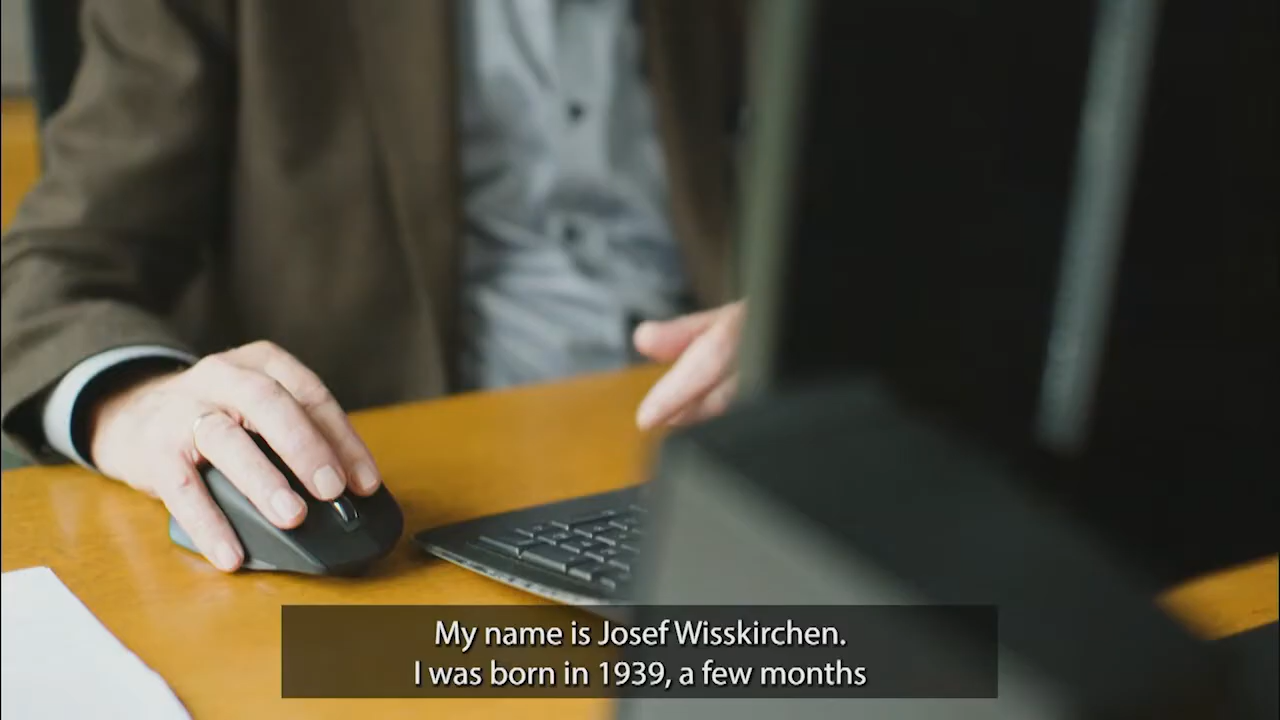 My name is Josef Wisskirchen.
I was born in 1939, a few months